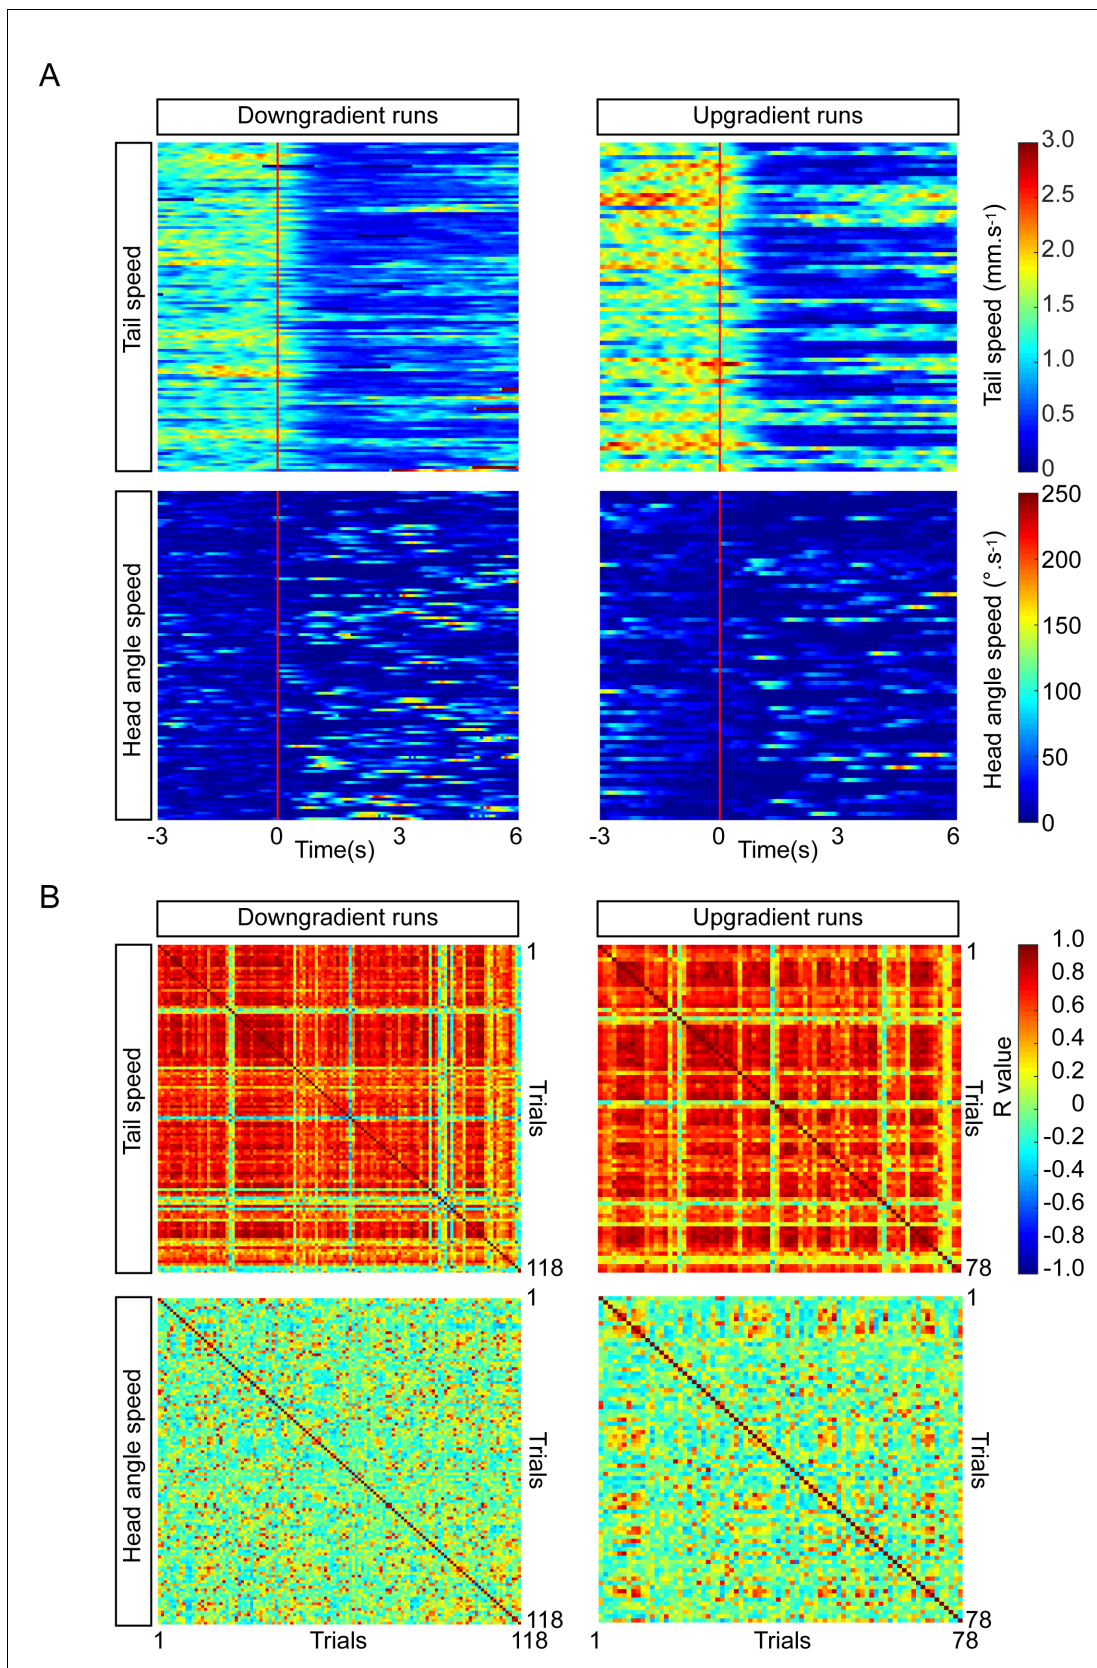 A
Downgradient runs
Upgradient runs
Tail speed
3.0
2.5
2.0
1.5
1.0
0.5
0
Tail speed (mm.s-1)
Head angle speed
250
200
150
100
50
0
Head angle speed (°.s-1)
-3 0 3 6
Time(s)
-3 0 3 6
Time(s)
B
Downgradient runs
Upgradient runs
Tail speed
1
Trials
118
1
Trials
78
1.0
0.8
0.6
0.4
0.2
0
-0.2
-0.4
-0.6
-0.8
-1.0
R value
Head angle speed
1
Trials
118
1
Trials
78
1 Trials 118
1 Trials 78